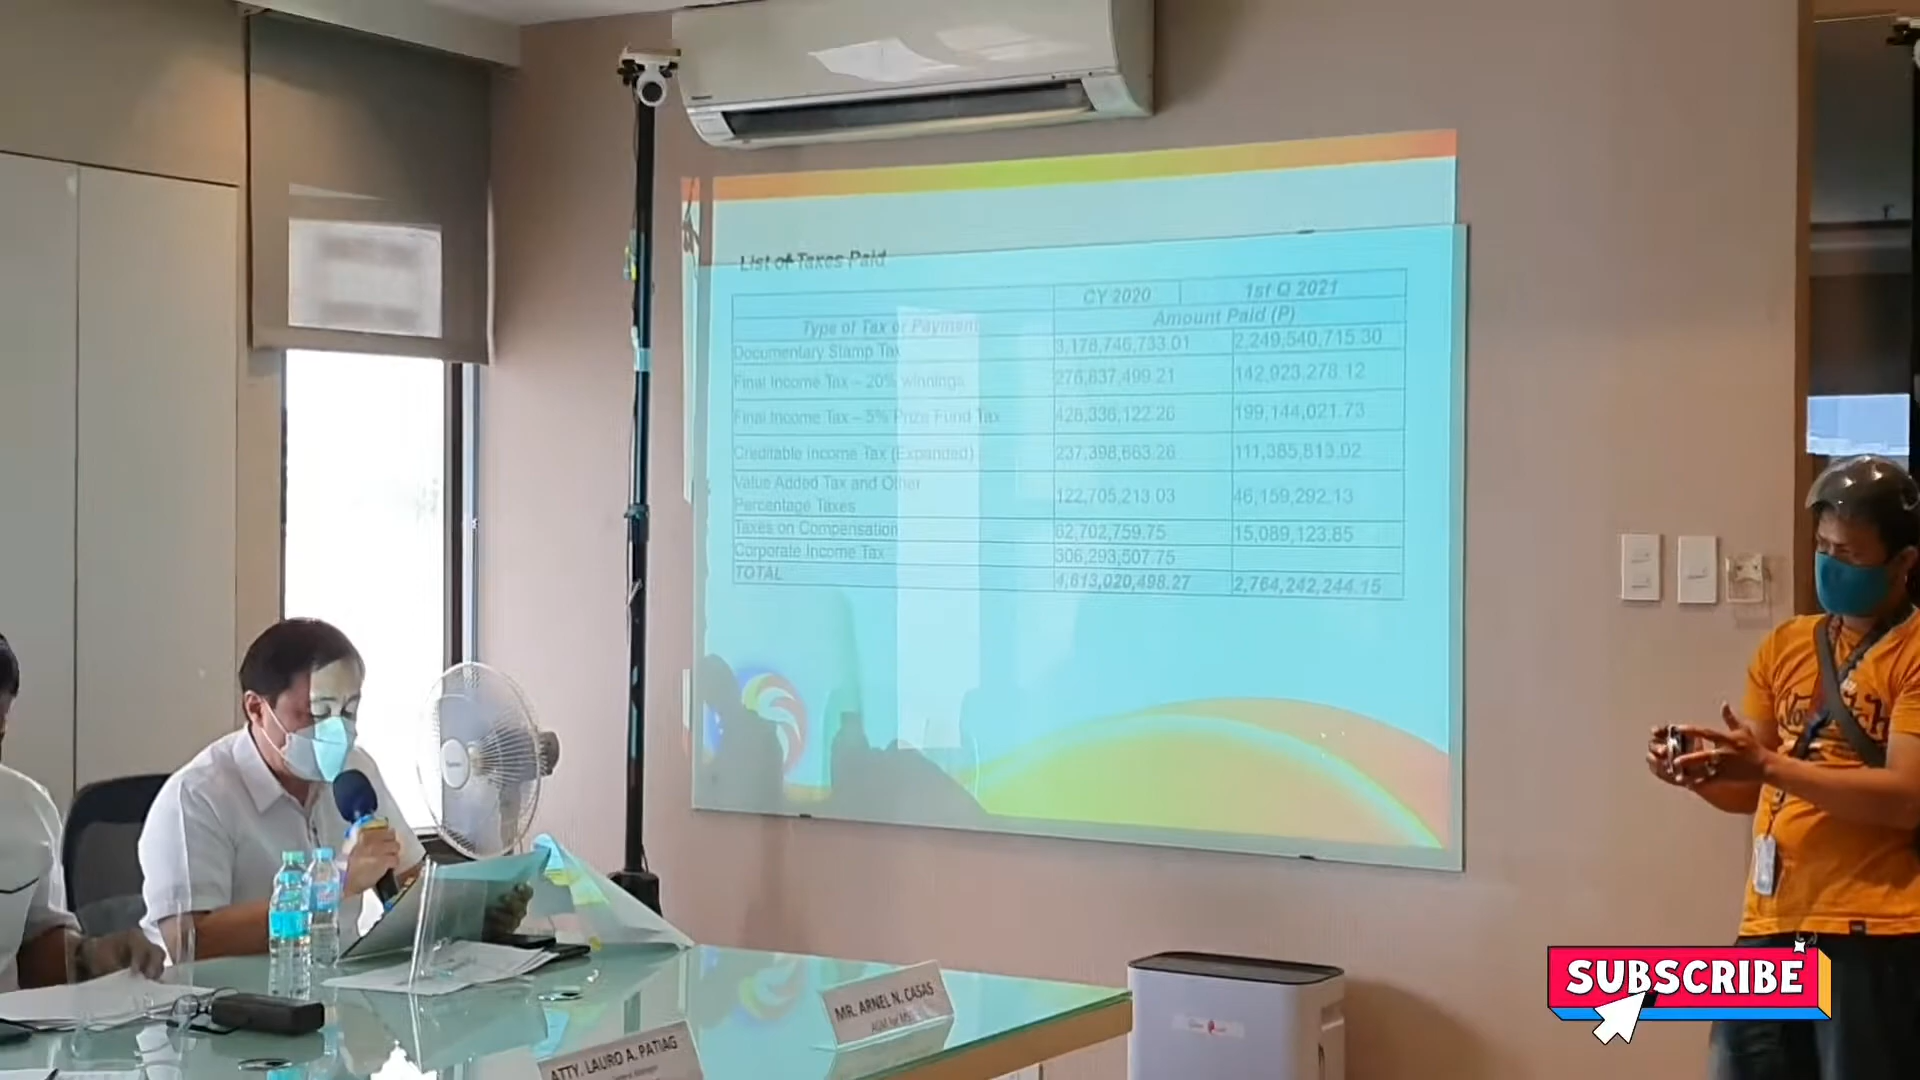 List of Taxes Paid
CY 2020 1st Q 2021
Type of Tax or Payment Amount Paid (P)
Documentary Stamp Tax 3,178,746,733.01 2,249,540,715.30
Final Income Tax – 20% winnings 276,837,499.21 142,923,278.12
Final Income Tax – 5% Prize Fund Tax 428,336,122.26 199,144,021.73
Creditable Income Tax (Expanded) 237,398,663.26 111,385,813.02
Value Added Tax and Other
Percentage Taxes 122,705,213.03 46,159,292.13
Taxes on Compensation 62,702,759.75 15,089,123.85
Corporate Income Tax 306,293,507.75
TOTAL 4,613,020,498.27 2,764,242,244.15
MR. ARNEL N. CASAS
AGM for
ATTY. LAURO A. PATIAG
SUBSCRIBE